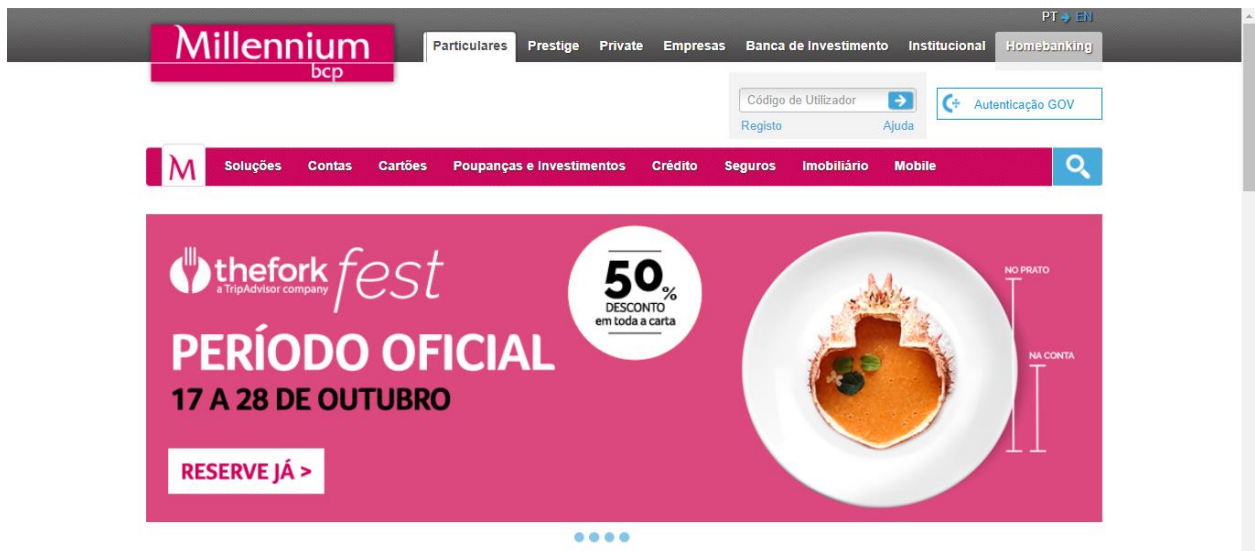 PT EN
Millennium
bcp
Particulares Prestige Private Empresas Banca de Investimento Institucional Homebanking
Código de Utilizador
Autenticação GOV
Registo Ajuda
M Soluções Contas Cartões Poupanças e Investimentos Crédito Seguros Imobiliário Mobile
thefork fest
a TripAdvisor company
50%
DESCONTO
em toda a carta
NO PRATO
PERÍODO OFICIAL
NA CONTA
17 A 28 DE OUTUBRO
RESERVE JÁ >